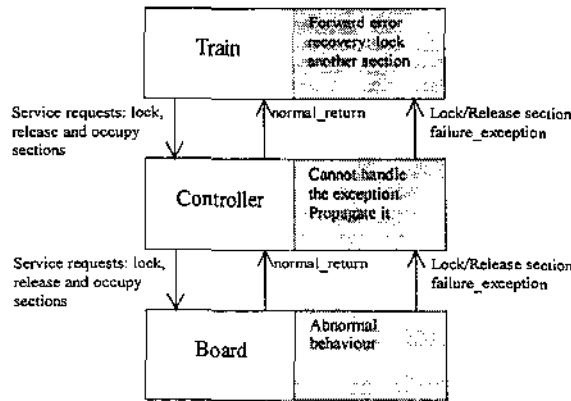 Train
Forward error
recovery: lock
another section
Service requests: lock,
release and occupy
sections
normal_return
Lock/Release section
failure_exception
Controller
Cannot handle
the exception
Propagate it
Service requests: lock,
release and occupy
sections
normal_return
Lock/Release section
failure_exception
Board
Abnormal
behaviour